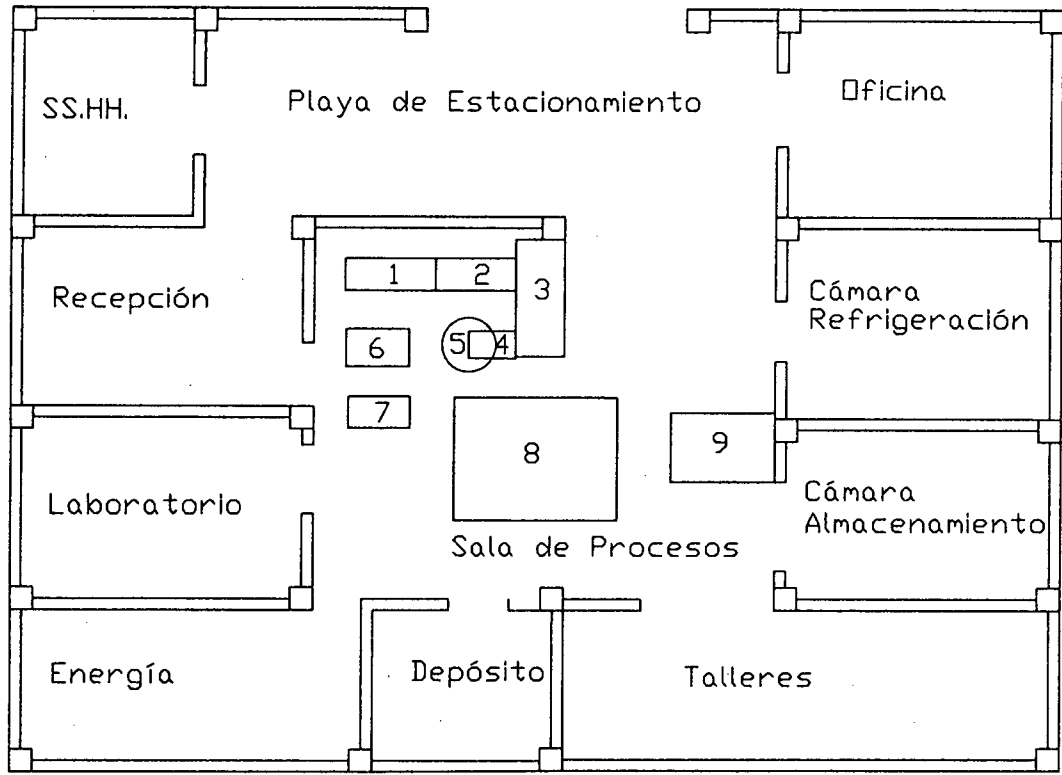 SS.HH.
Playa de Estacionamiento
Oficina
Recepción
1
2
3
Cámara
Refrigeración
6
5
4
7
8
9
Laboratorio
Cámara
Almacenamiento
Sala de Procesos
Energía
Depósito
Talleres